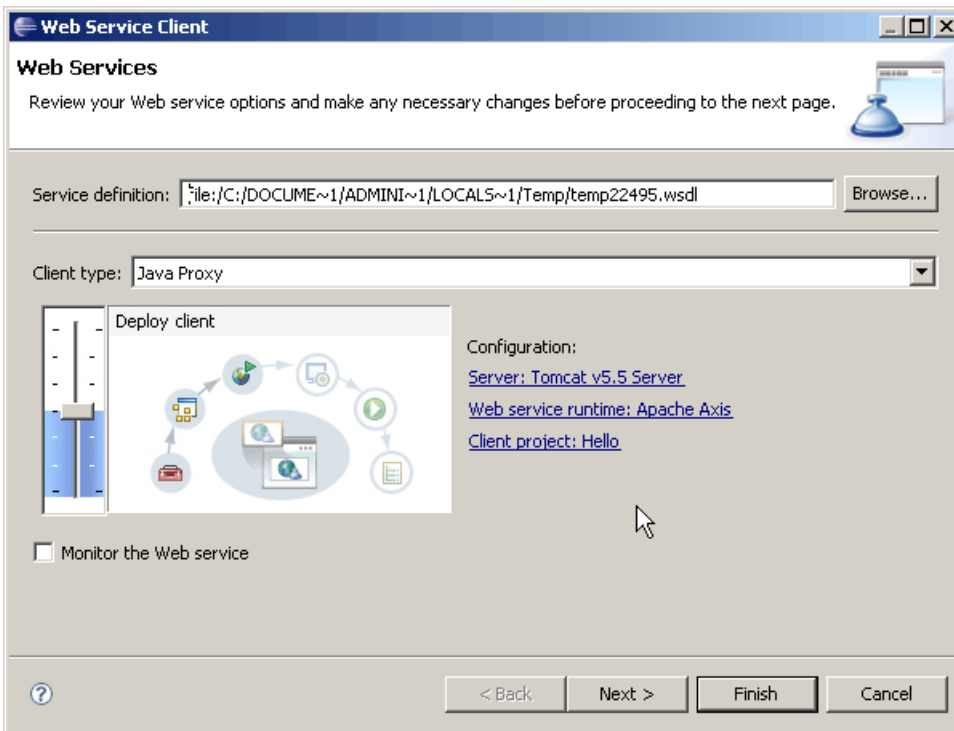 Web Service Client
Web Services
Review your Web service options and make any necessary changes before proceeding to the next page.
Service definition: file:/C:/DOCUME~1/ADMINI~1/LOCALS~1/Temp/temp22495.wsdl Browse...
Client type: Java Proxy
Deploy client
Configuration:
Server: Tomcat v5.5 Server
Web service runtime: Apache Axis
Client project: Hello
Monitor the Web service
< Back Next > Finish Cancel